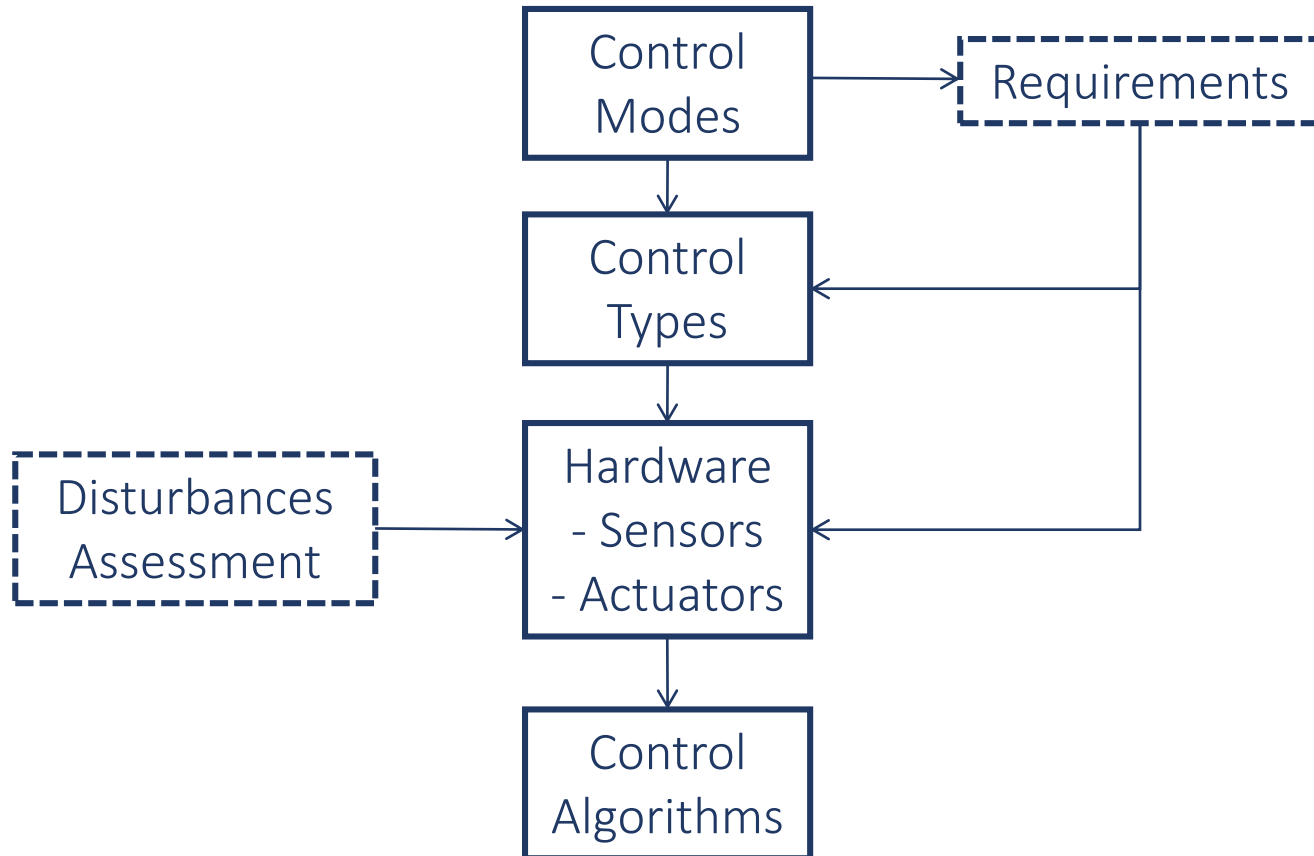 Control
Modes
Requirements
Control
Types
Disturbances
Assessment
Hardware
- Sensors
- Actuators
Control
Algorithms